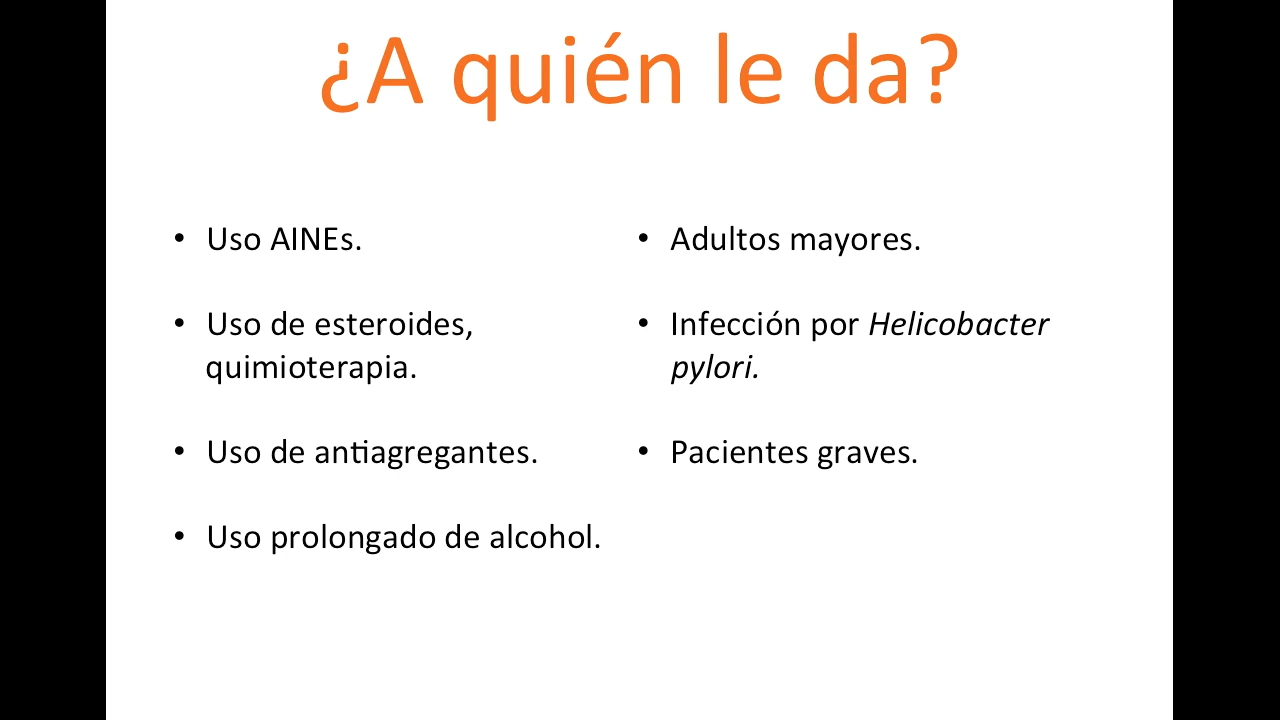 ¿A quién le da?
• Uso AINEs.
• Uso de esteroides,
quimioterapia.
• Uso de antiagregantes.
• Uso prolongado de alcohol.
• Adultos mayores.
• Infección por Helicobacter
pylori.
• Pacientes graves.